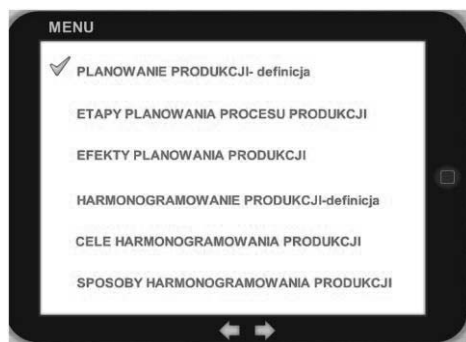 MENU
PLANOWANIE PRODUKCJI- definicja
ETAPY PLANOWANIA PROCESU PRODUKCJI
EFEKTY PLANOWANIA PRODUKCJI
HARMONOGRAMOWANIE PRODUKCJI-definicja
CELE HARMONOGRAMOWANIA PRODUKCJI
SPOSOBY HARMONOGRAMOWANIA PRODUKCJI